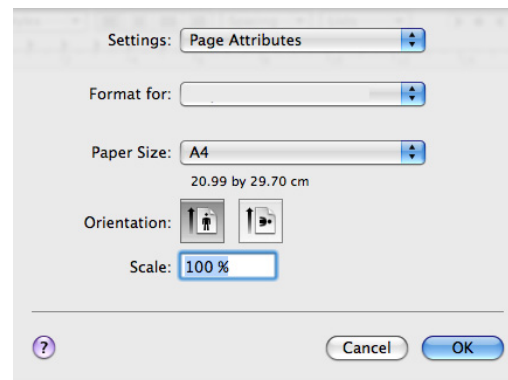 Settings: Page Attributes
Format for:
Paper Size: A4
20.99 by 29.70 cm
Orientation:
Scale: 100 %
? Cancel OK